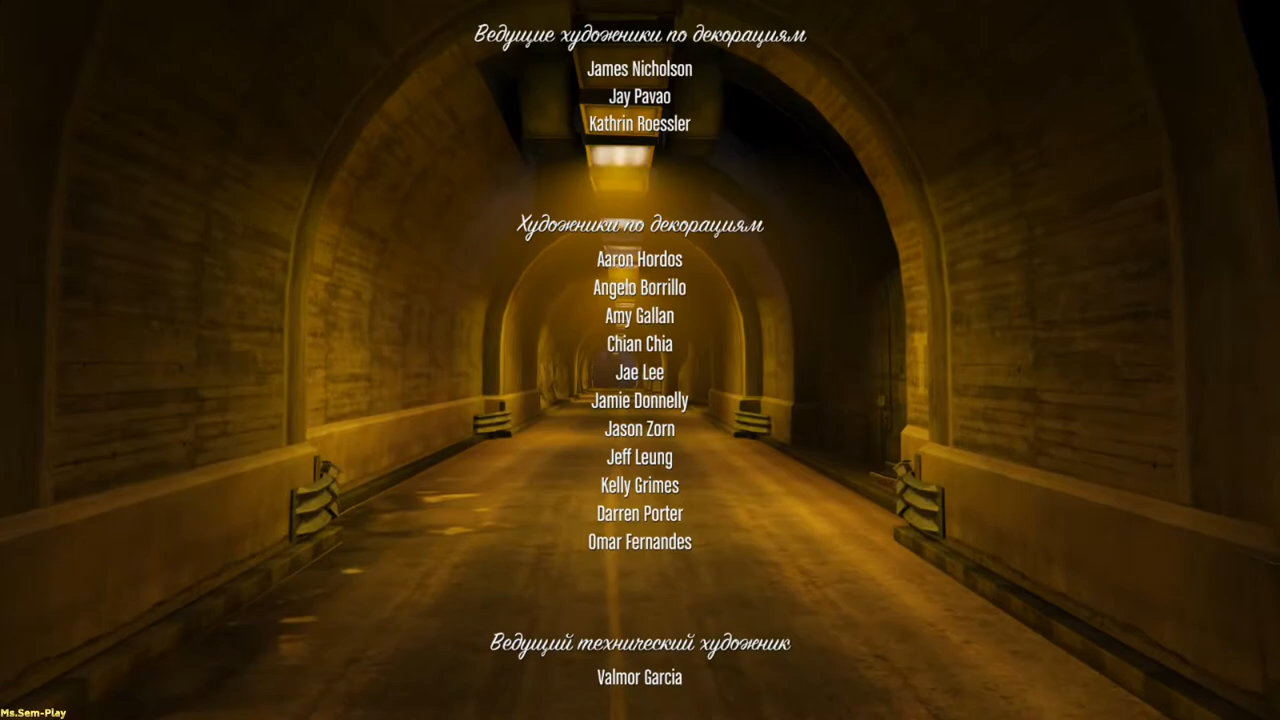 Ведущие художники по декорациям
James Nicholson
Jay Pavao
Kathrin Roessler
Художники по декорациям
Aaron Hordos
Angelo Borrillo
Amy Gallan
Chian Chia
Jae Lee
Jamie Donnelly
Jason Zorn
Jeff Leung
Kelly Grimes
Darren Porter
Omar Fernandes
Ведущий технический художник
Valmor Garcia
Ms.Sem-Play